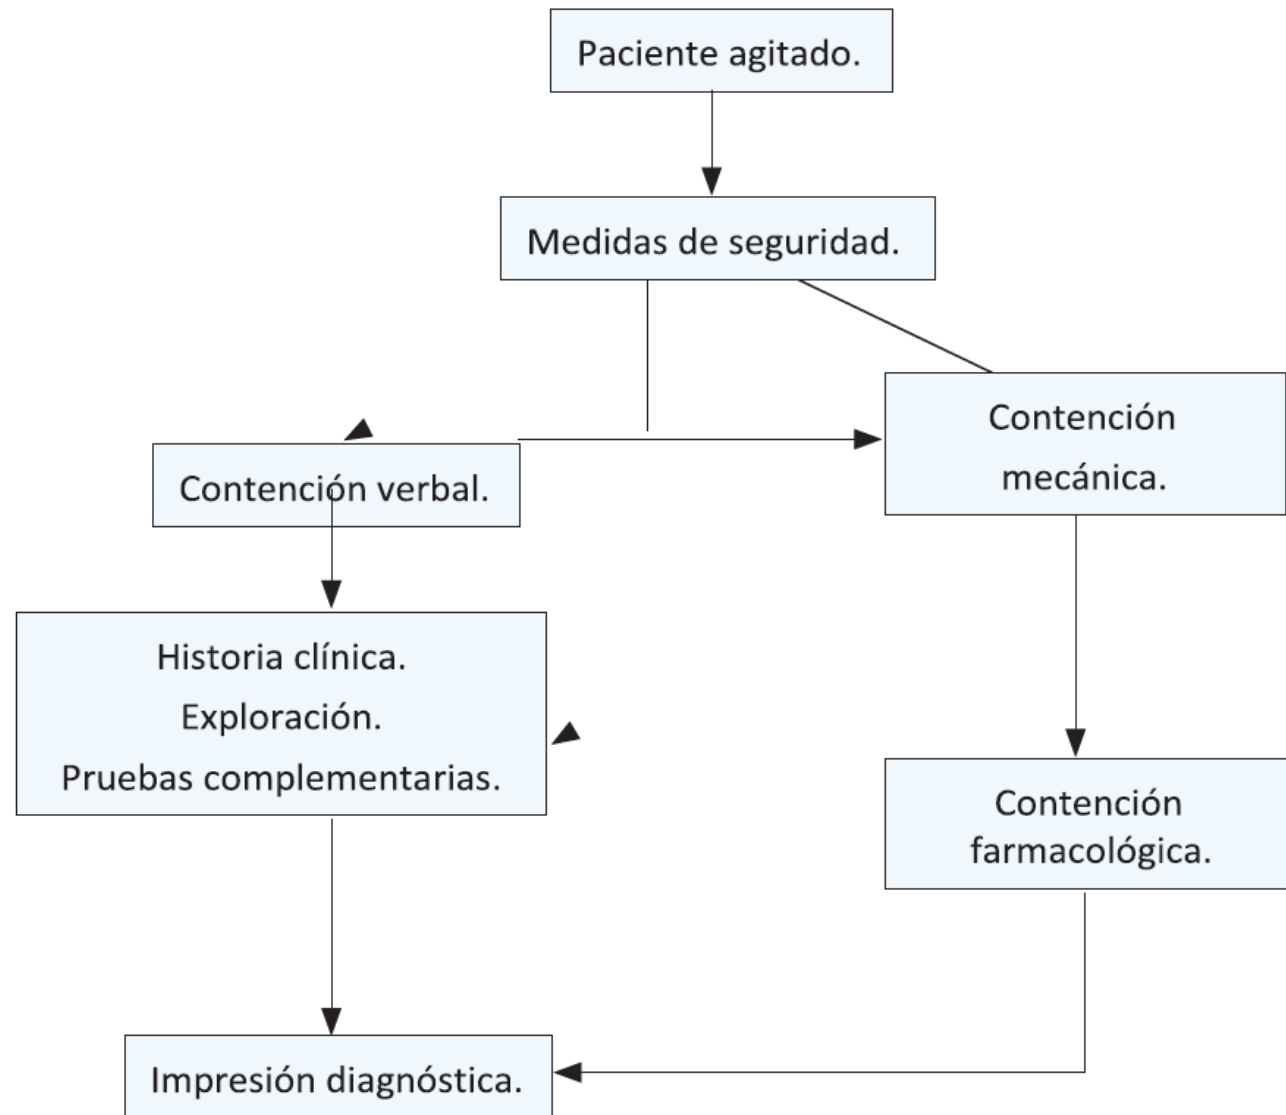 Paciente agitado.
Medidas de seguridad.
Contención
mecánica.
Contención verbal.
Historia clínica.
Exploración.
Pruebas complementarias.
Contención
farmacológica.
Impresión diagnóstica.